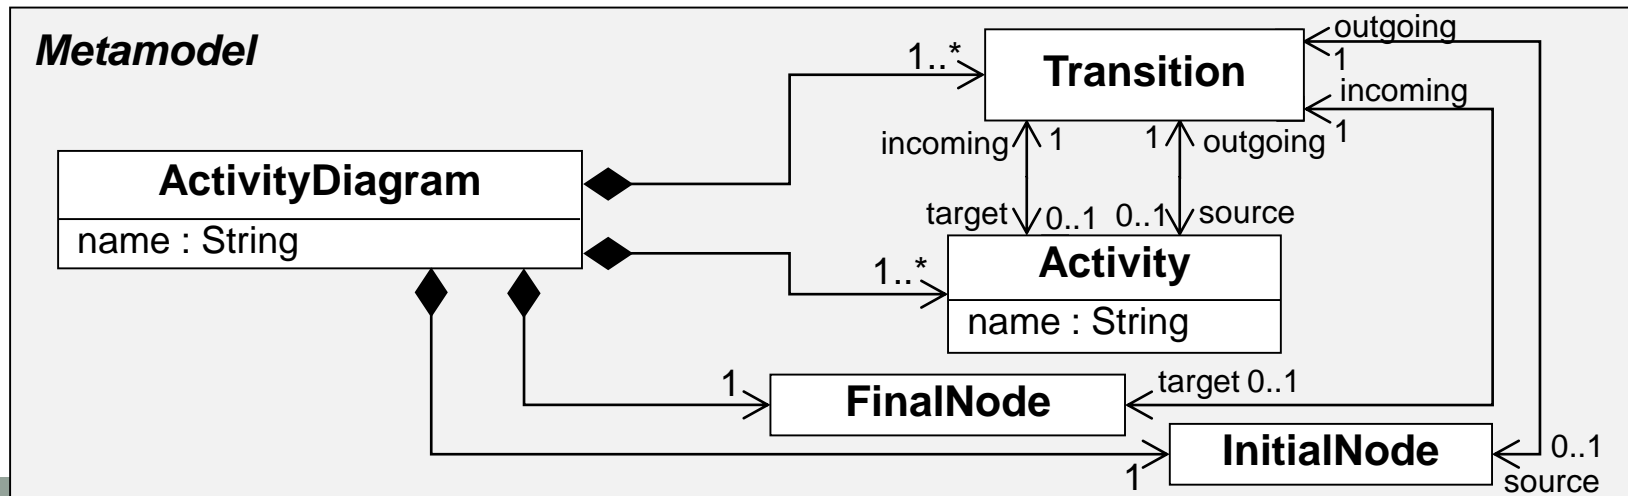 Metamodel
outgoing
1..*
Transition
1
incoming
1
incoming
1
1
outgoing
ActivityDiagram
name : String
target
0..1
0..1
source
1..*
Activity
name : String
1
FinalNode
target 0..1
1
InitialNode
0..1
source